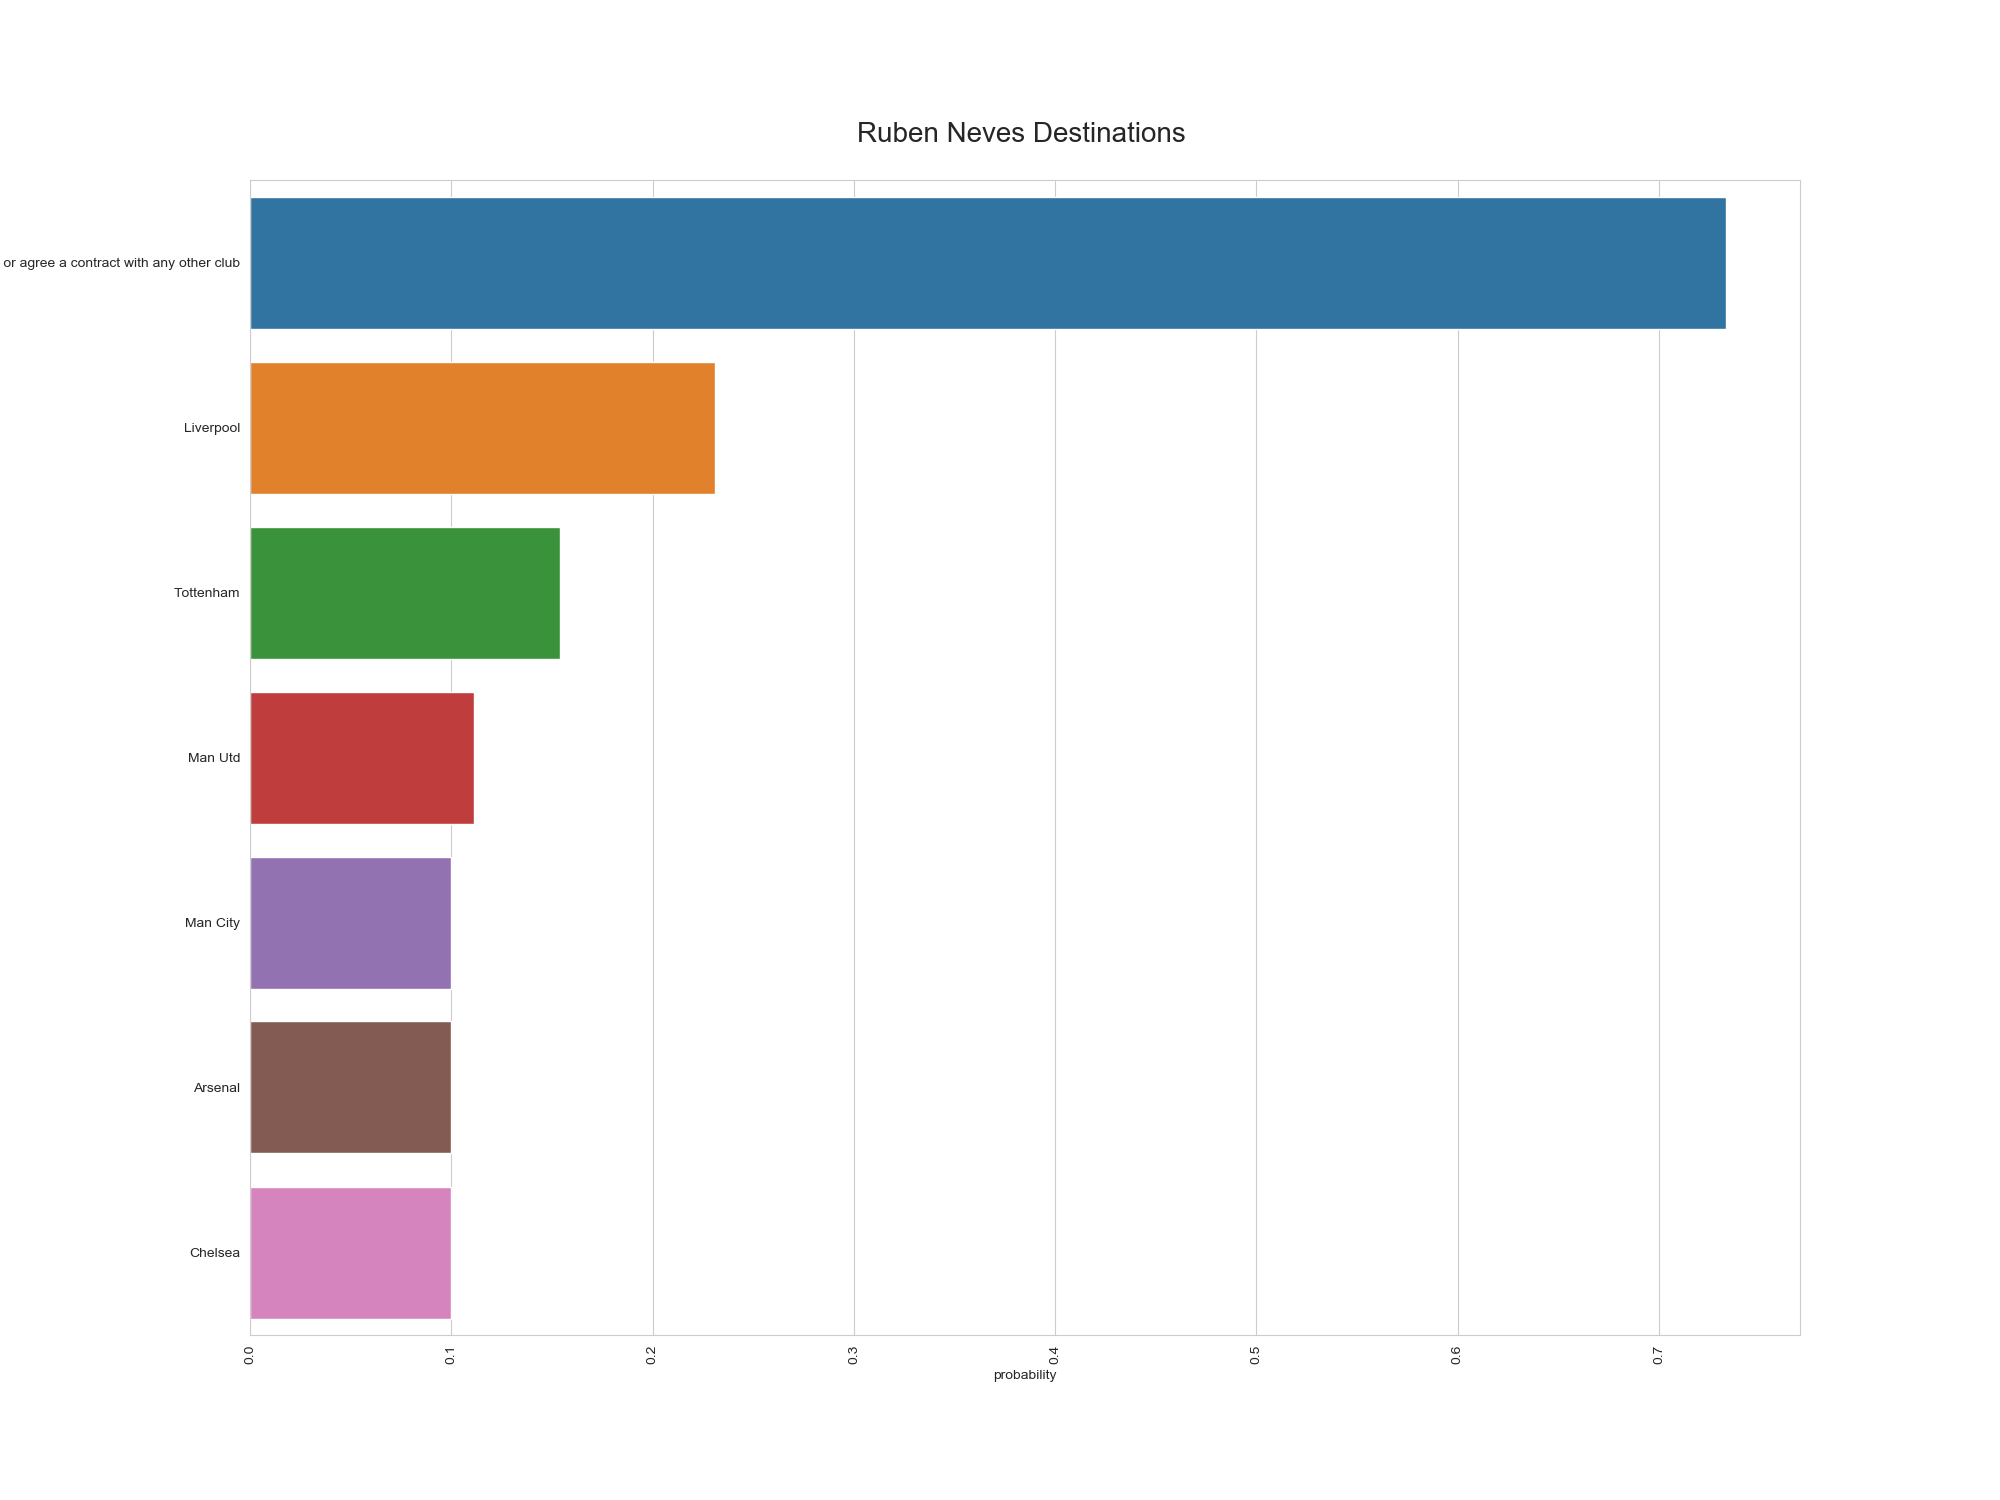 Ruben Neves Destinations
or agree a contract with any other club
Liverpool
Tottenham
Man Utd
Man City
Arsenal
Chelsea
0.0
0.1
0.2
0.3
0.4
0.5
0.6
0.7
probability